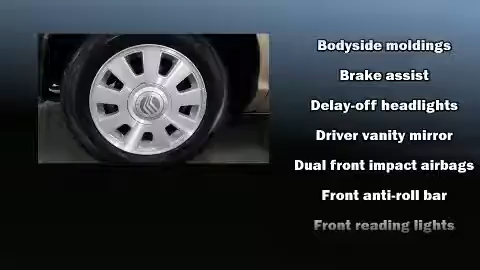 Bodyside moldings
Brake assist
Delay-off headlights
Driver vanity mirror
Dual front impact airbags
Front anti-roll bar
Front reading lights